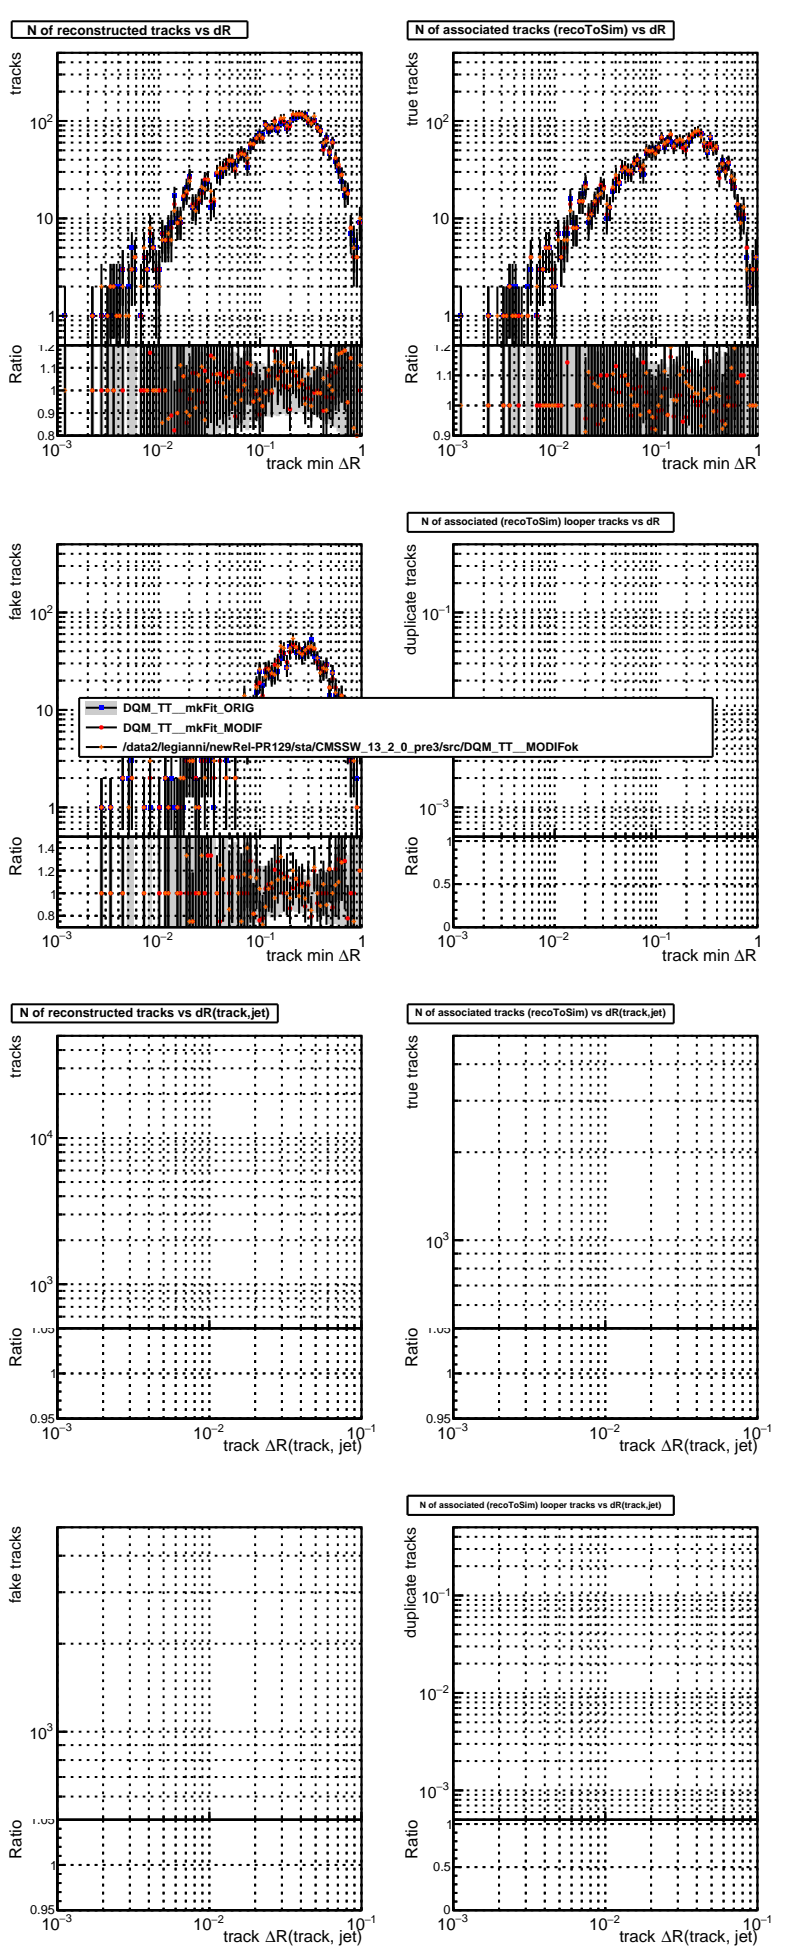 N of reconstructed tracks vs dR
N of associated tracks (recoToSim) vs dR
tracks
10²
10
1
Ratio
1.2
1.1
1
0.9
0.8
10⁻³
10⁻²
10⁻¹
1
track min ΔR
true tracks
10²
10
1
Ratio
1.2
1.1
1
0.9
10⁻³
10⁻²
10⁻¹
1
track min ΔR
N of associated (recoToSim) looper tracks vs dR
fake tracks
10²
10
1
Ratio
1.4
1.2
1
0.8
10⁻³
10⁻²
10⁻¹
1
track min ΔR
duplicate tracks
10⁻¹
10⁻³
Ratio
1
0.5
0
10⁻³
10⁻²
10⁻¹
1
track min ΔR
DQM_TT__mkFit_ORIG
DQM_TT__mkFit_MODIF
/data2/legianni/newRel-PR129/sta/CMSSW_13_2_0_pre3/src/DQM_TT__MODIFok
N of reconstructed tracks vs dR(track,jet)
N of associated tracks (recoToSim) vs dR(track,jet)
tracks
10⁴
10³
Ratio
1.05
1
0.95
10⁻³
10⁻²
10⁻¹
track ΔR(track, jet)
true tracks
10³
Ratio
1.05
1
0.95
10⁻³
10⁻²
10⁻¹
track ΔR(track, jet)
N of associated (recoToSim) looper tracks vs dR(track,jet)
fake tracks
10³
Ratio
1.05
1
0.95
10⁻³
10⁻²
10⁻¹
track ΔR(track, jet)
duplicate tracks
10⁻¹
10⁻²
10⁻³
Ratio
1
0.5
0
10⁻³
10⁻²
10⁻¹
track ΔR(track, jet)